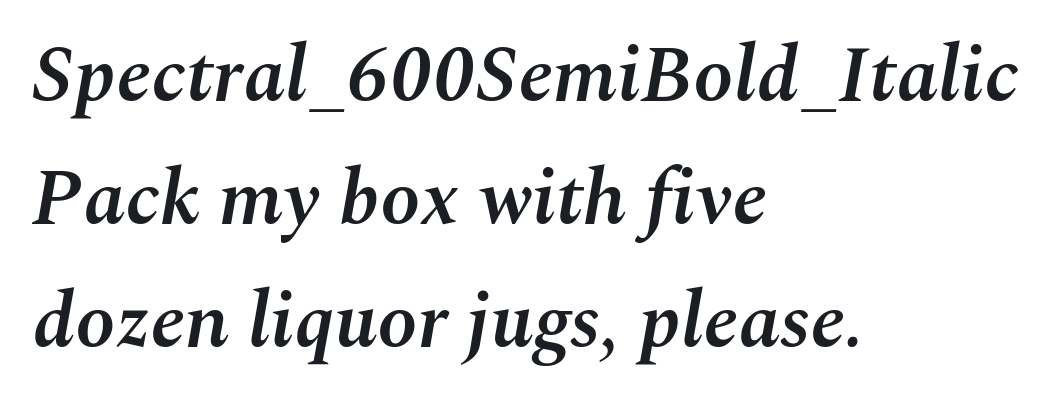 Spectral_600SemiBold_Italic
Pack my box with five
dozen liquor jugs, please.